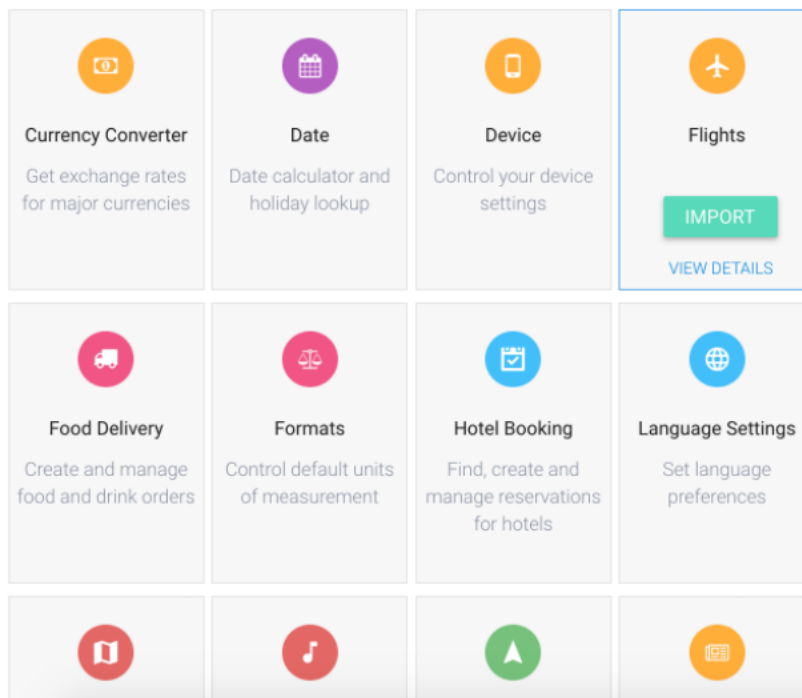 Currency Converter
Get exchange rates
for major currencies
Date
Date calculator and
holiday lookup
Device
Control your device
settings
Flights
IMPORT
VIEW DETAILS
Food Delivery
Create and manage
food and drink orders
Formats
Control default units
of measurement
Hotel Booking
Find, create and
manage reservations
for hotels
Language Settings
Set language
preferences